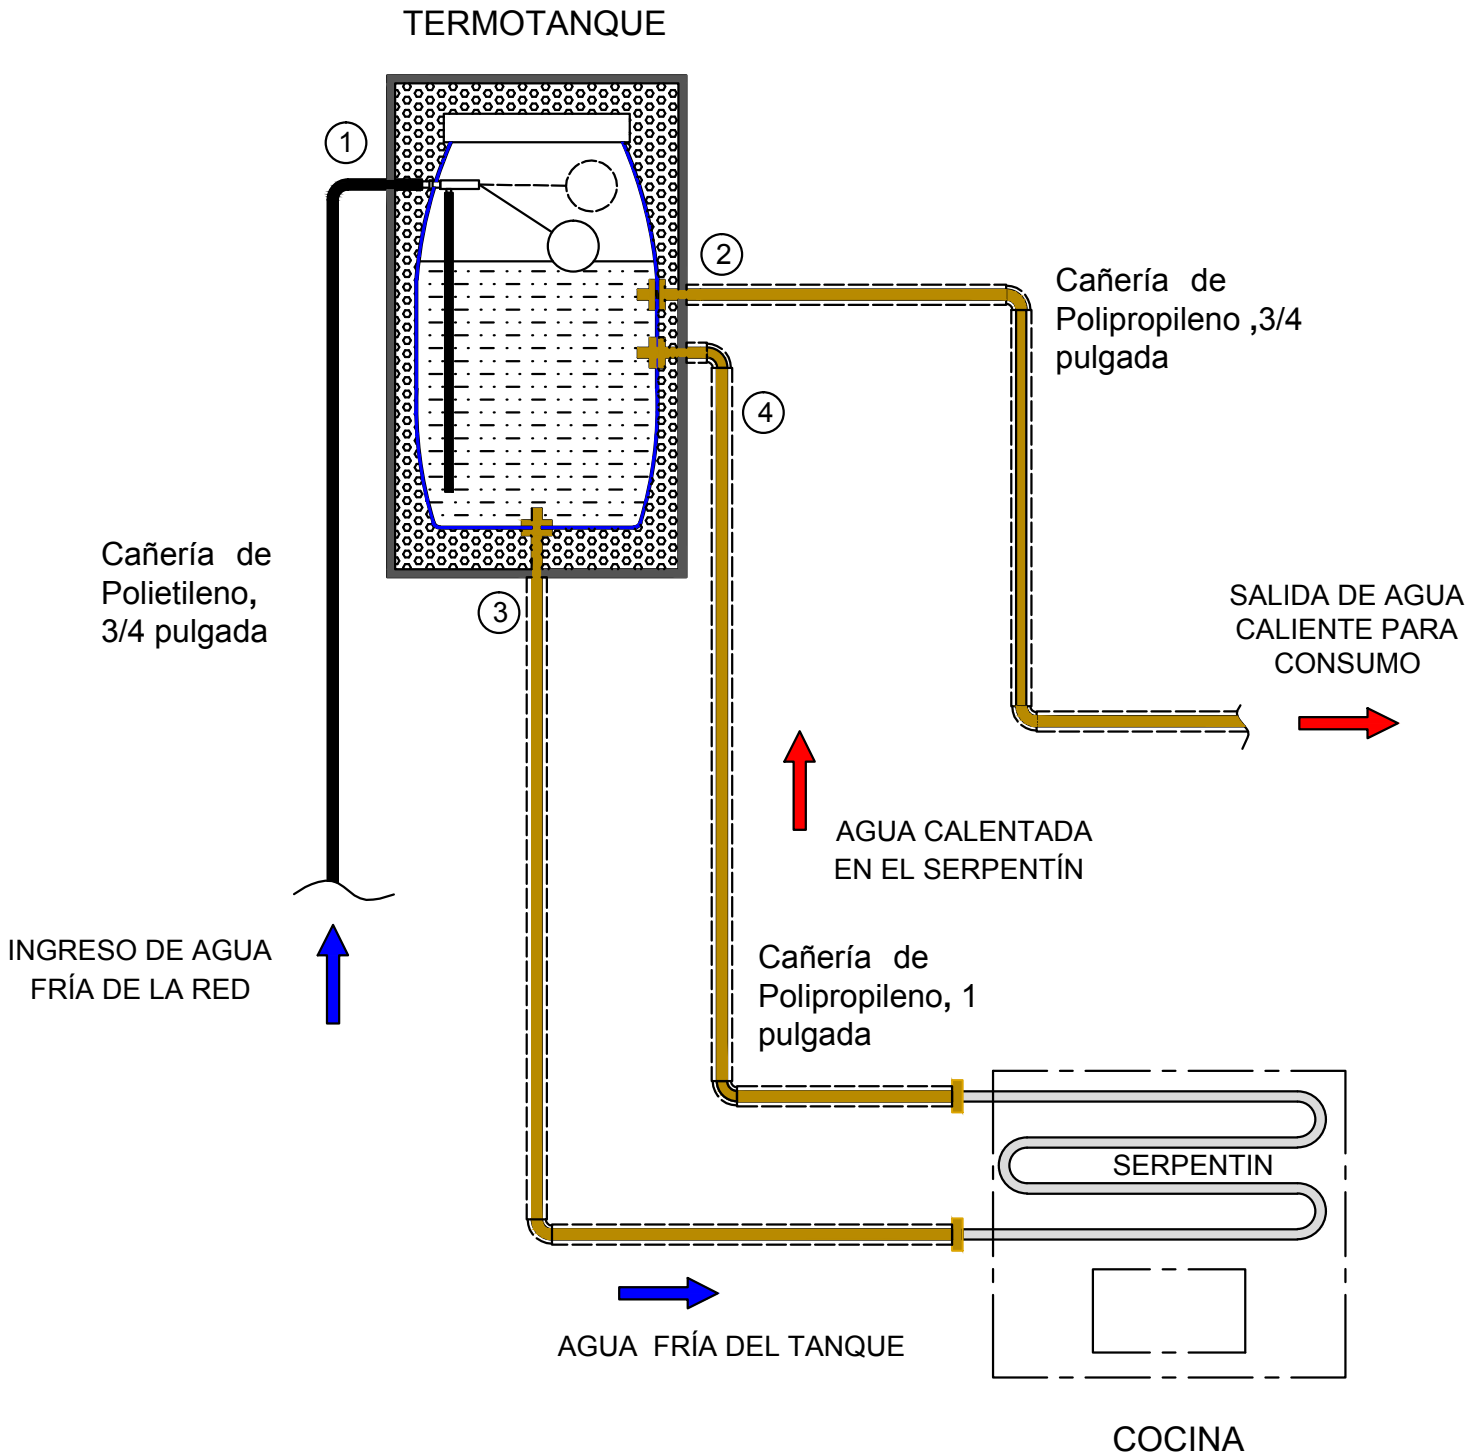 TERMOTANQUE
1
2
Cañería de
Polipropileno ,3/4
pulgada
4
Cañería de
Polietileno,
3/4 pulgada
3
SALIDA DE AGUA
CALIENTE PARA
CONSUMO
AGUA CALENTADA
EN EL SERPENTÍN
INGRESO DE AGUA
FRÍA DE LA RED
Cañería de
Polipropileno, 1
pulgada
SERPENTIN
AGUA FRÍA DEL TANQUE
COCINA